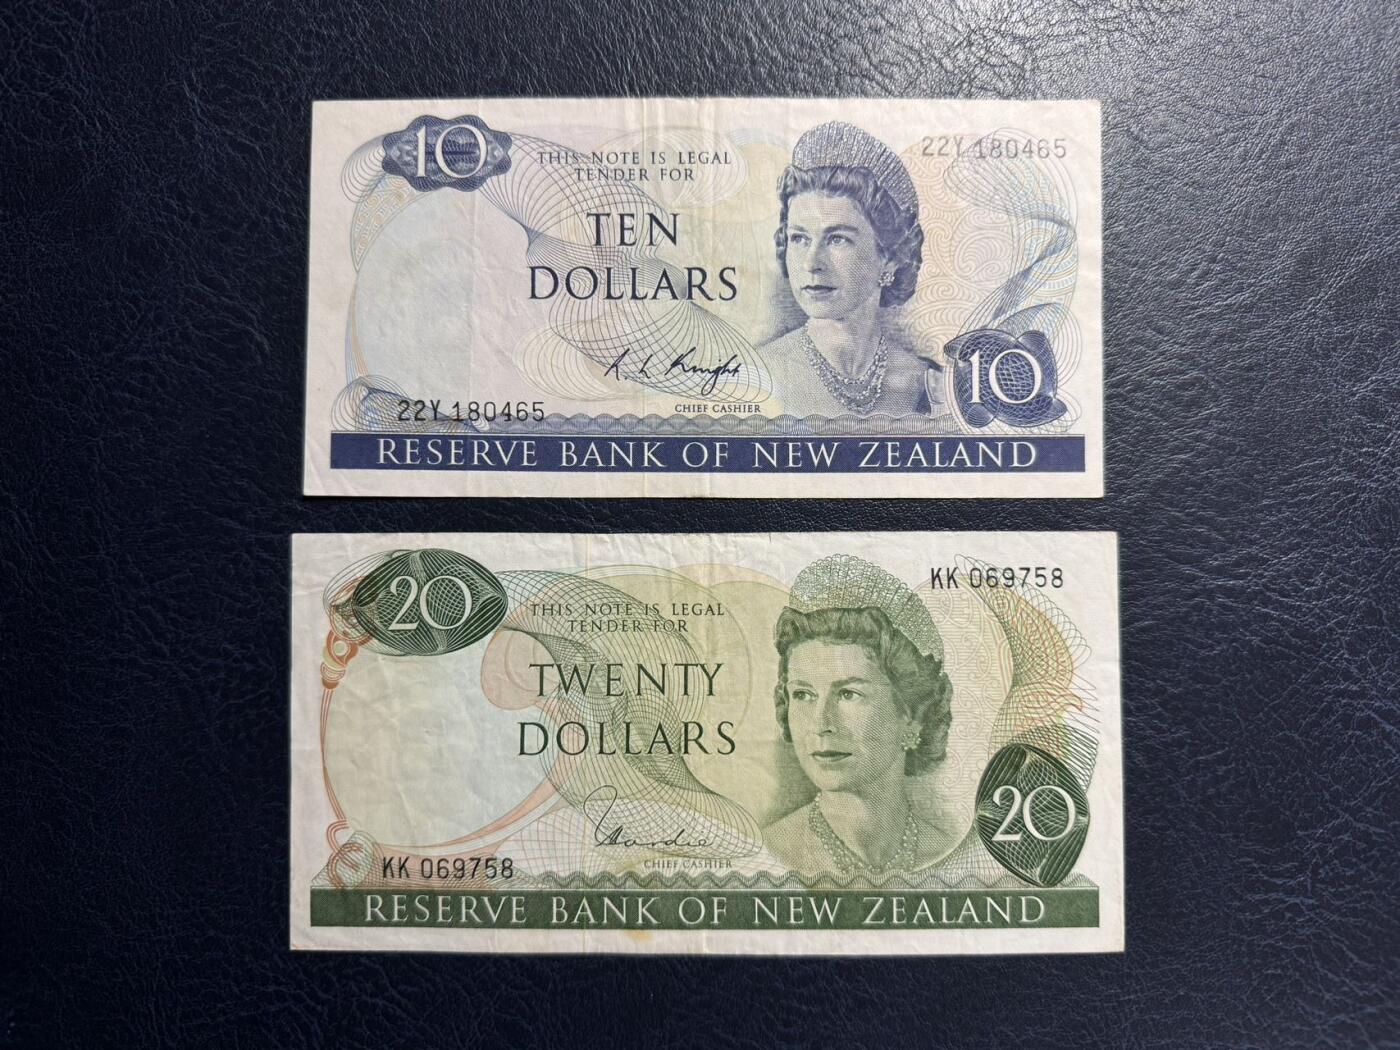 10
THIS NOTE IS LEGAL
TENDER FOR
22Y 180465
TEN
DOLLARS
R. L. Knight
CHIEF CASHIER
10
22Y 180465
RESERVE BANK OF NEW ZEALAND
20
THIS NOTE IS LEGAL
TENDER FOR
KK 069758
TWENTY
DOLLARS
Hardie
CHIEF CASHIER
20
KK 069758
RESERVE BANK OF NEW ZEALAND